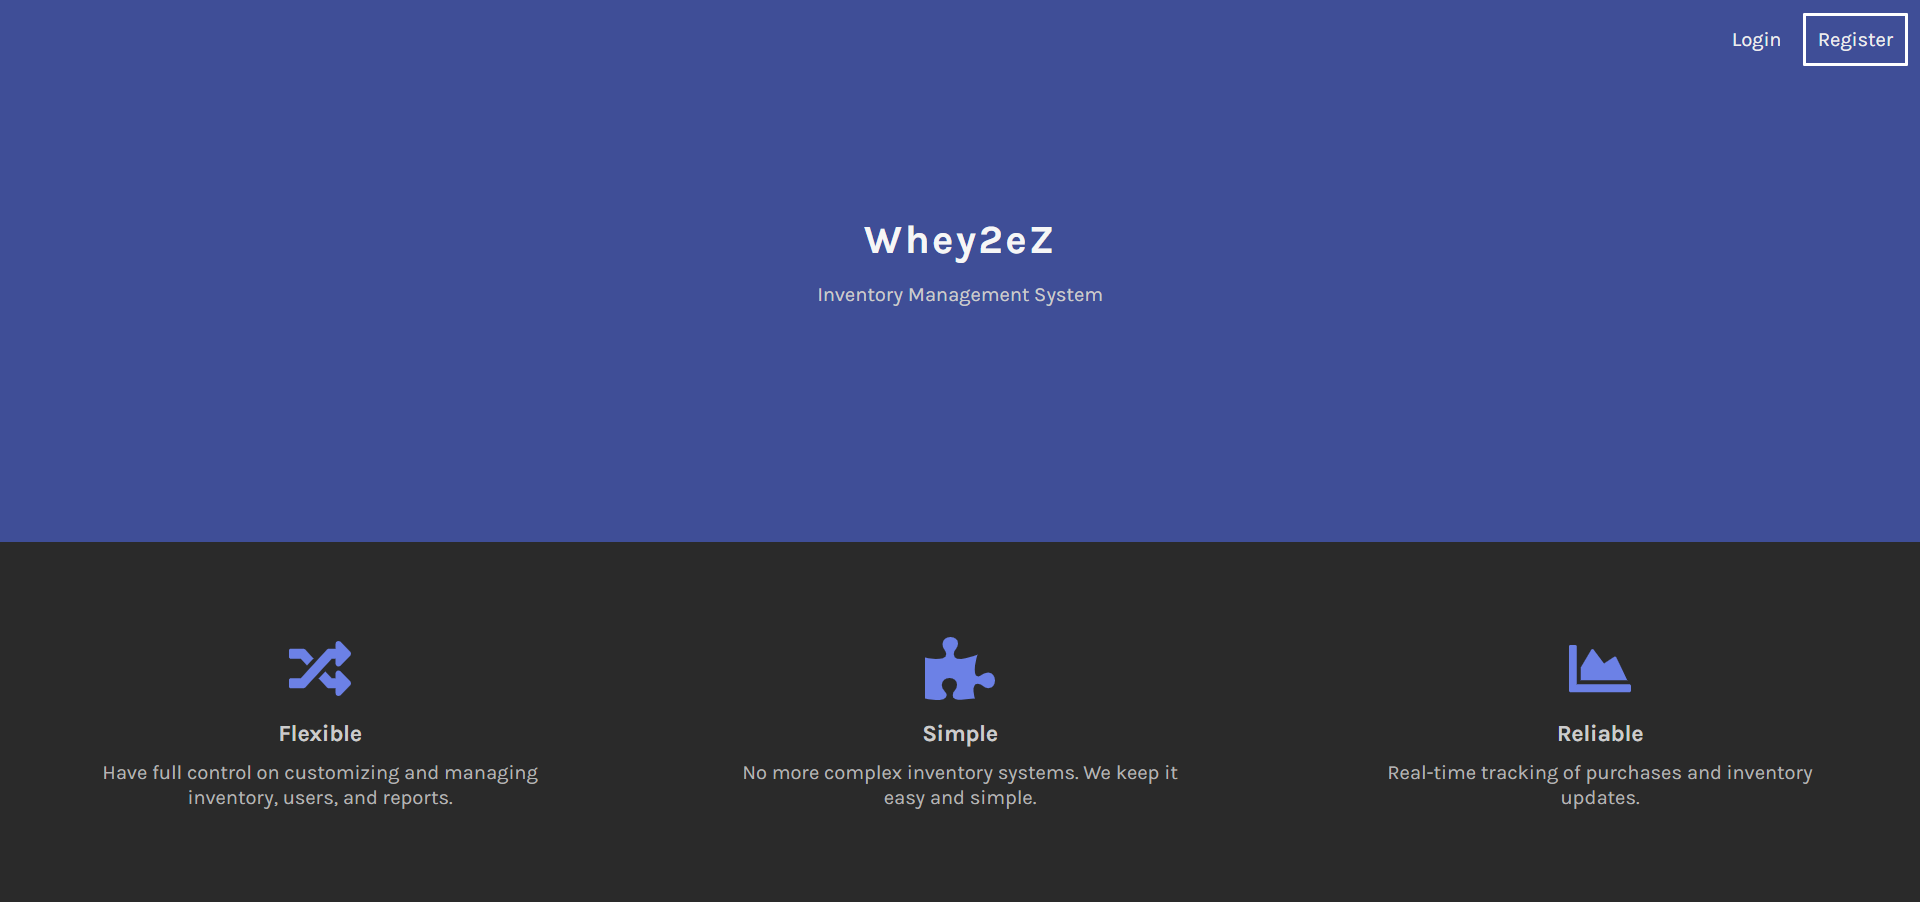 Login
Register
Whey2eZ
Inventory Management System
Flexible
Have full control on customizing and managing
inventory, users, and reports.
Simple
No more complex inventory systems. We keep it
easy and simple.
Reliable
Real-time tracking of purchases and inventory
updates.